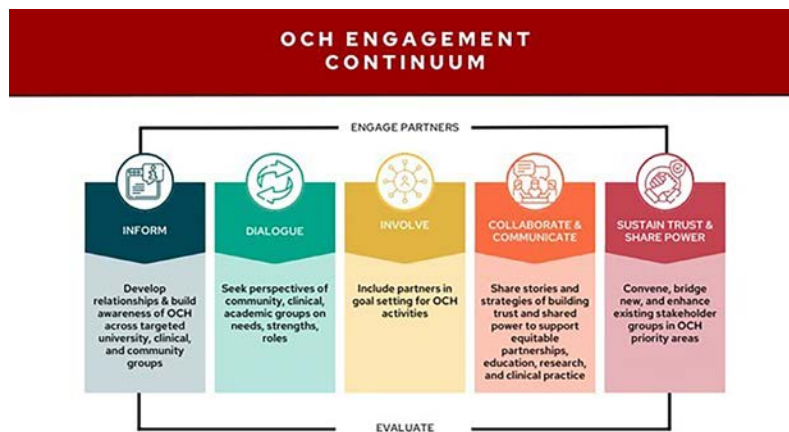 OCH ENGAGEMENT
CONTINUUM
ENGAGE PARTNERS
INFORM
Develop
relationships & build
awareness of OCH
across targeted
university, clinical,
and community
groups
DIALOGUE
Seek perspectives of
community, clinical,
academic groups on
needs, strengths,
roles
INVOLVE
Include partners in
goal setting for OCH
activities
COLLABORATE &
COMMUNICATE
Share stories and
strategies of building
trust and shared
power to support
equitable
partnerships,
education, research,
and clinical practice
SUSTAIN TRUST &
SHARE POWER
Convene, bridge
new, and enhance
existing stakeholder
groups in OCH
priority areas
EVALUATE